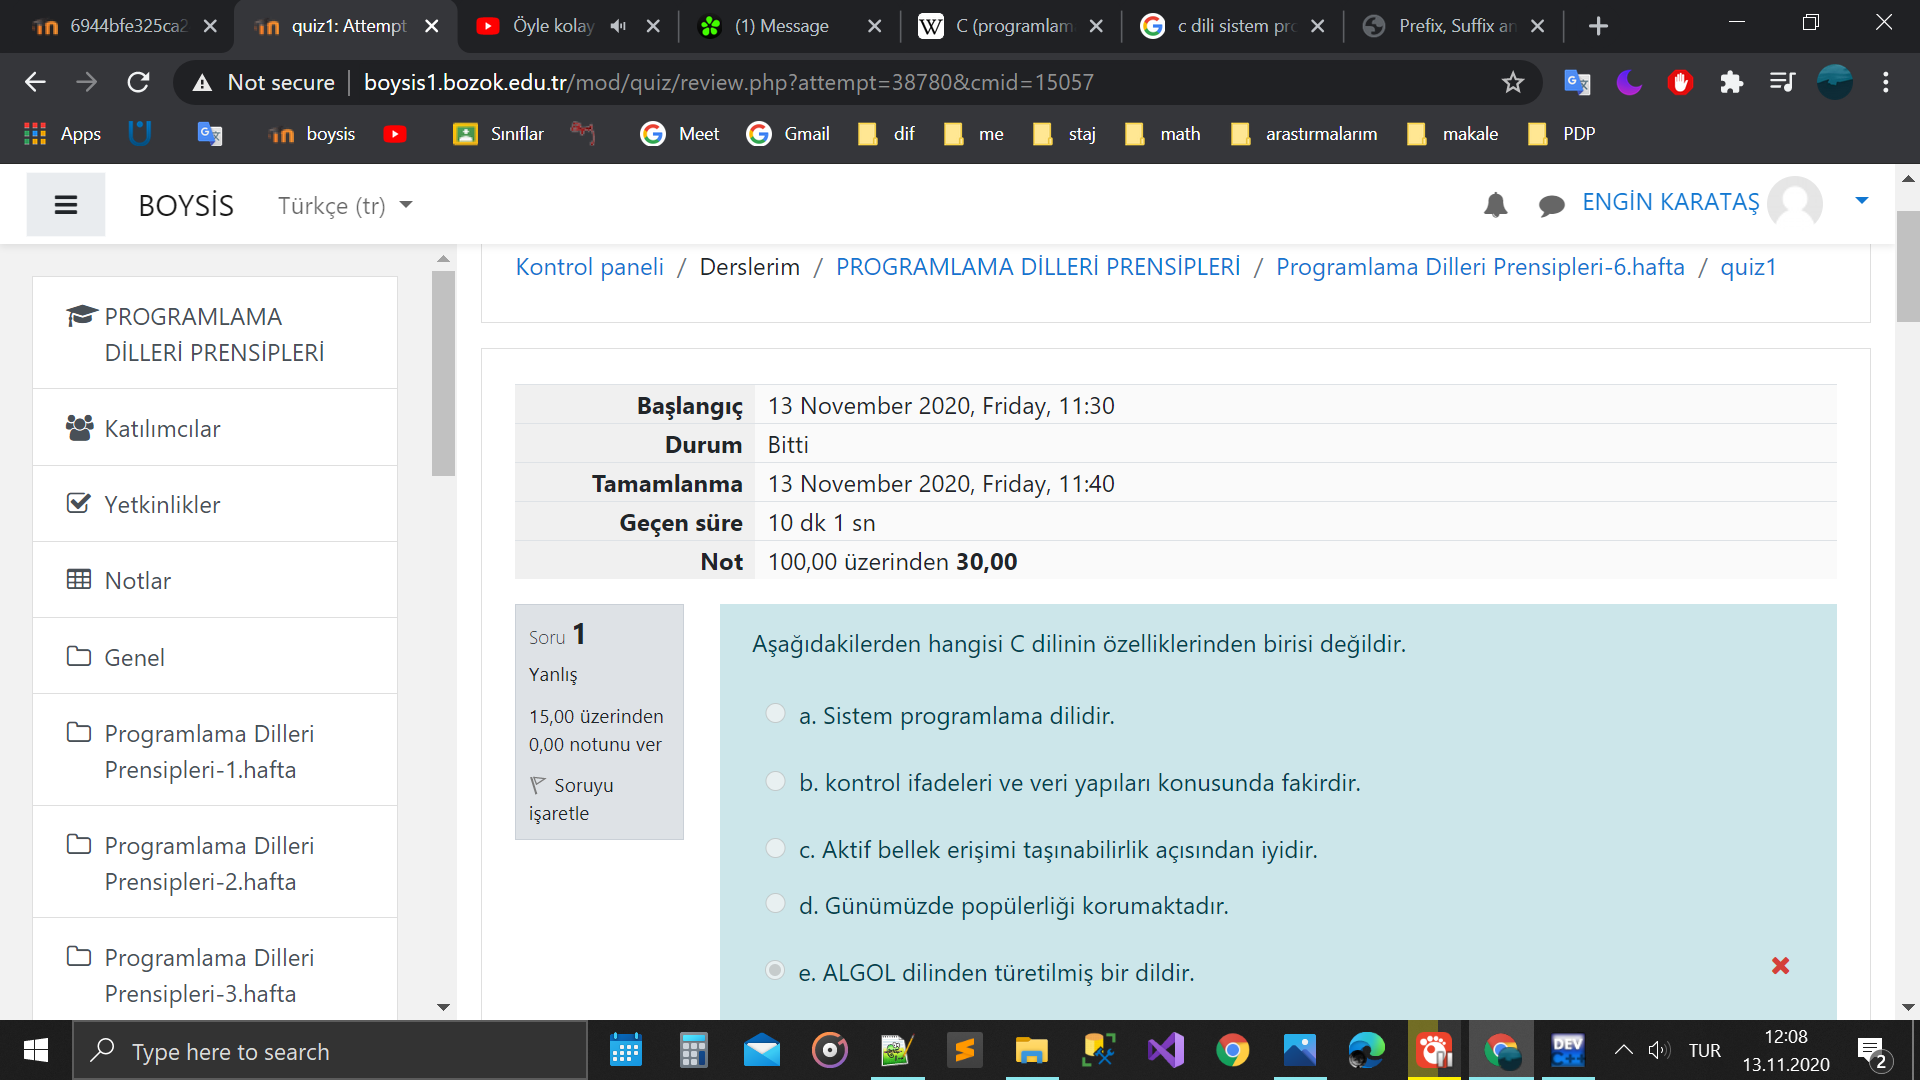 6944bfe325ca2
quiz1: Attempt
Öyle kolay
(1) Message
C (programlam
c dili sistem pro
Prefix, Suffix an
Not secure
boysis1.bozok.edu.tr/mod/quiz/review.php?attempt=38780&cmid=15057
Apps
boysis
Sınıflar
Meet
Gmail
dif
me
staj
math
arastırmalarım
makale
PDP
BOYSİS
Türkçe (tr)
ENGİN KARATAŞ
Kontrol paneli / Derslerim / PROGRAMLAMA DİLLERİ PRENSİPLERİ / Programlama Dilleri Prensipleri-6.hafta / quiz1
PROGRAMLAMA
DİLLERİ PRENSİPLERİ
Katılımcılar
Yetkinlikler
Notlar
Genel
Programlama Dilleri
Prensipleri-1.hafta
Programlama Dilleri
Prensipleri-2.hafta
Programlama Dilleri
Prensipleri-3.hafta
Başlangıç 13 November 2020, Friday, 11:30
Durum Bitti
Tamamlanma 13 November 2020, Friday, 11:40
Geçen süre 10 dk 1 sn
Not 100,00 üzerinden 30,00
Soru 1
Yanlış
15,00 üzerinden
0,00 notunu ver
Soruyu
işaretle
Aşağıdakilerden hangisi C dilinin özelliklerinden birisi değildir.
a. Sistem programlama dilidir.
b. kontrol ifadeleri ve veri yapıları konusunda fakirdir.
c. Aktif bellek erişimi taşınabilirlik açısından iyidir.
d. Günümüzde popülerliği korumaktadır.
e. ALGOL dilinden türetilmiş bir dildir.
Type here to search
DEV
C++
TUR
12:08
13.11.2020
2